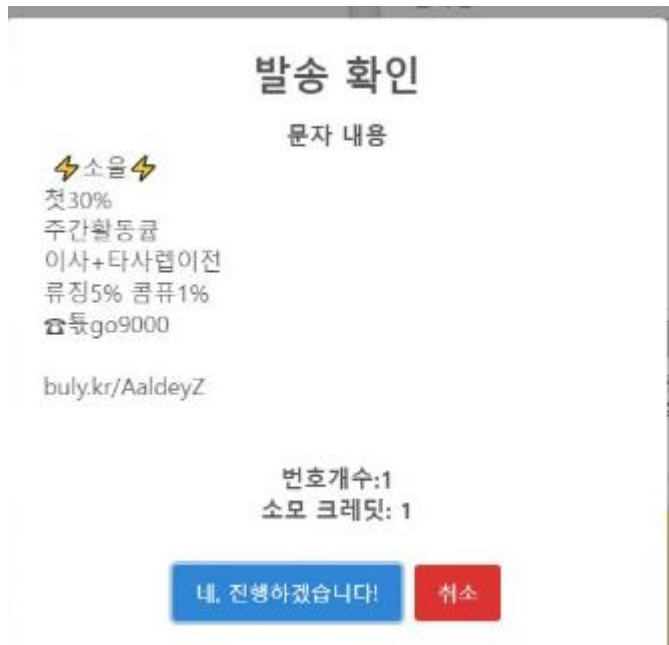 발송 확인
문자 내용
⚡소울⚡
첫30%
주간활동큠
이사+타사렙이전
류징5% 콤퓨1%
☎튟go9000
buly.kr/AaldeyZ
번호개수:1
소모 크레딧: 1
네, 진행하겠습니다!
취소